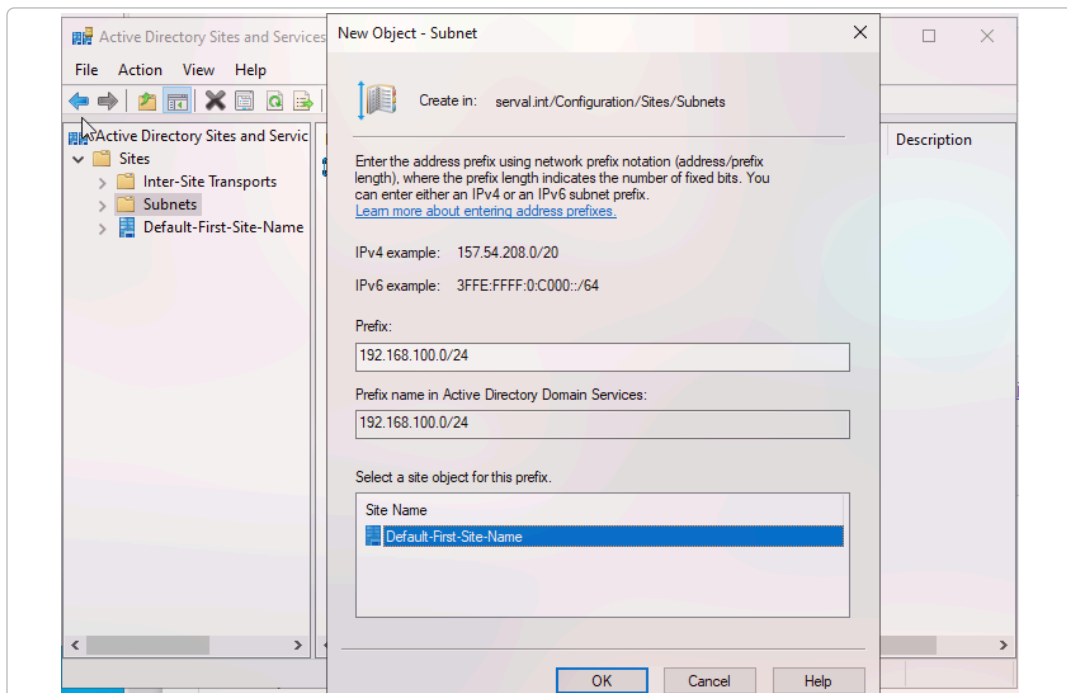 Active Directory Sites and Services
File Action View Help
Active Directory Sites and Servic
Sites
Inter-Site Transports
Subnets
Default-First-Site-Name
New Object - Subnet
Create in: serval.int/Configuration/Sites/Subnets
Enter the address prefix using network prefix notation (address/prefix
length), where the prefix length indicates the number of fixed bits. You
can enter either an IPv4 or an IPv6 subnet prefix.
Learn more about entering address prefixes.
IPv4 example: 157.54.208.0/20
IPv6 example: 3FFE:FFFF:0:C000::/64
Prefix:
192.168.100.0/24
Prefix name in Active Directory Domain Services:
192.168.100.0/24
Select a site object for this prefix.
Site Name
Default-First-Site-Name
OK Cancel Help
Description